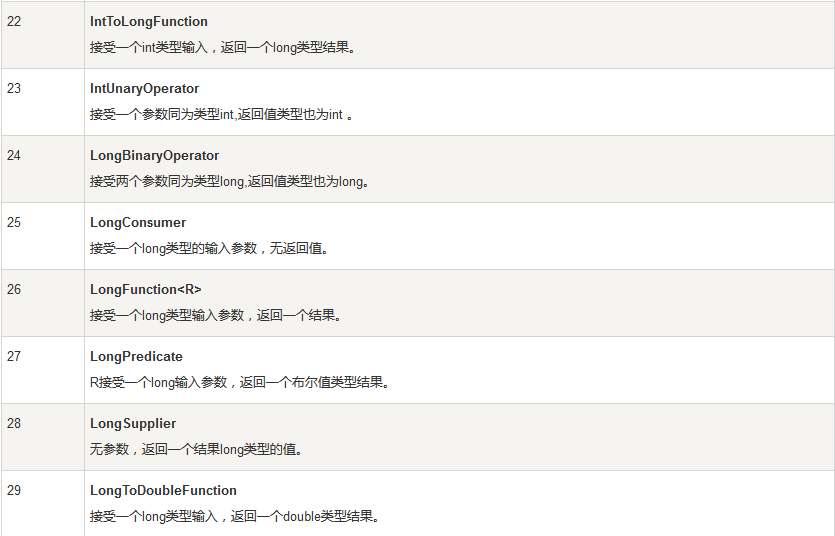 22
IntToLongFunction
接受一个int类型输入，返回一个long类型结果。
23
IntUnaryOperator
接受一个参数同为类型int,返回值类型也为int 。
24
LongBinaryOperator
接受两个参数同为类型long,返回值类型也为long。
25
LongConsumer
接受一个long类型的输入参数，无返回值。
26
LongFunction<R>
接受一个long类型输入参数，返回一个结果。
27
LongPredicate
R接受一个long输入参数，返回一个布尔值类型结果。
28
LongSupplier
无参数，返回一个结果long类型的值。
29
LongToDoubleFunction
接受一个long类型输入，返回一个double类型结果。